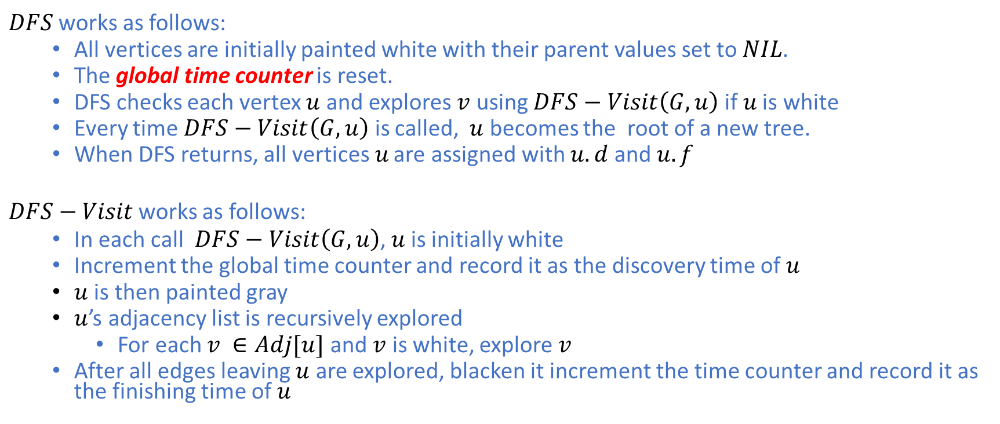 DFS works as follows:
• All vertices are initially painted white with their parent values set to NIL.
• The global time counter is reset.
• DFS checks each vertex u and explores v using DFS − Visit(G, u) if u is white
• Every time DFS − Visit(G, u) is called, u becomes the root of a new tree.
• When DFS returns, all vertices u are assigned with u. d and u. f
DFS − Visit works as follows:
• In each call DFS − Visit(G, u), u is initially white
• Increment the global time counter and record it as the discovery time of u
• u is then painted gray
• u's adjacency list is recursively explored
• For each v ∈ Adj[u] and v is white, explore v
• After all edges leaving u are explored, blacken it increment the time counter and record it as
the finishing time of u